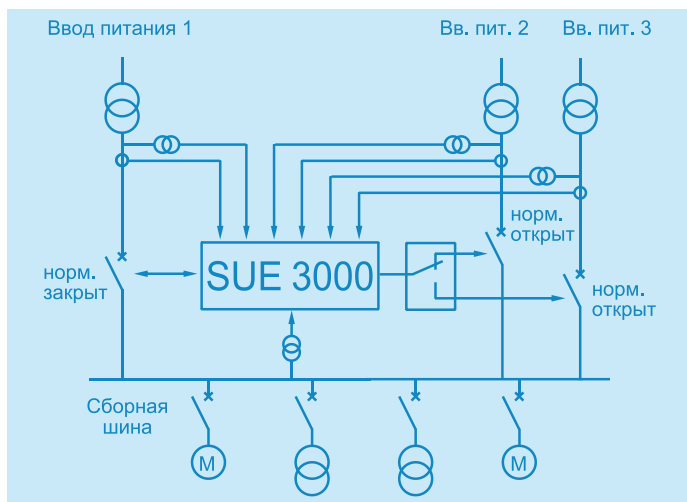 Ввод питания 1
Вв. пит. 2
Вв. пит. 3
норм.
открыт
норм.
закрыт
SUE 3000
норм.
открыт
Сборная
шина
М
М